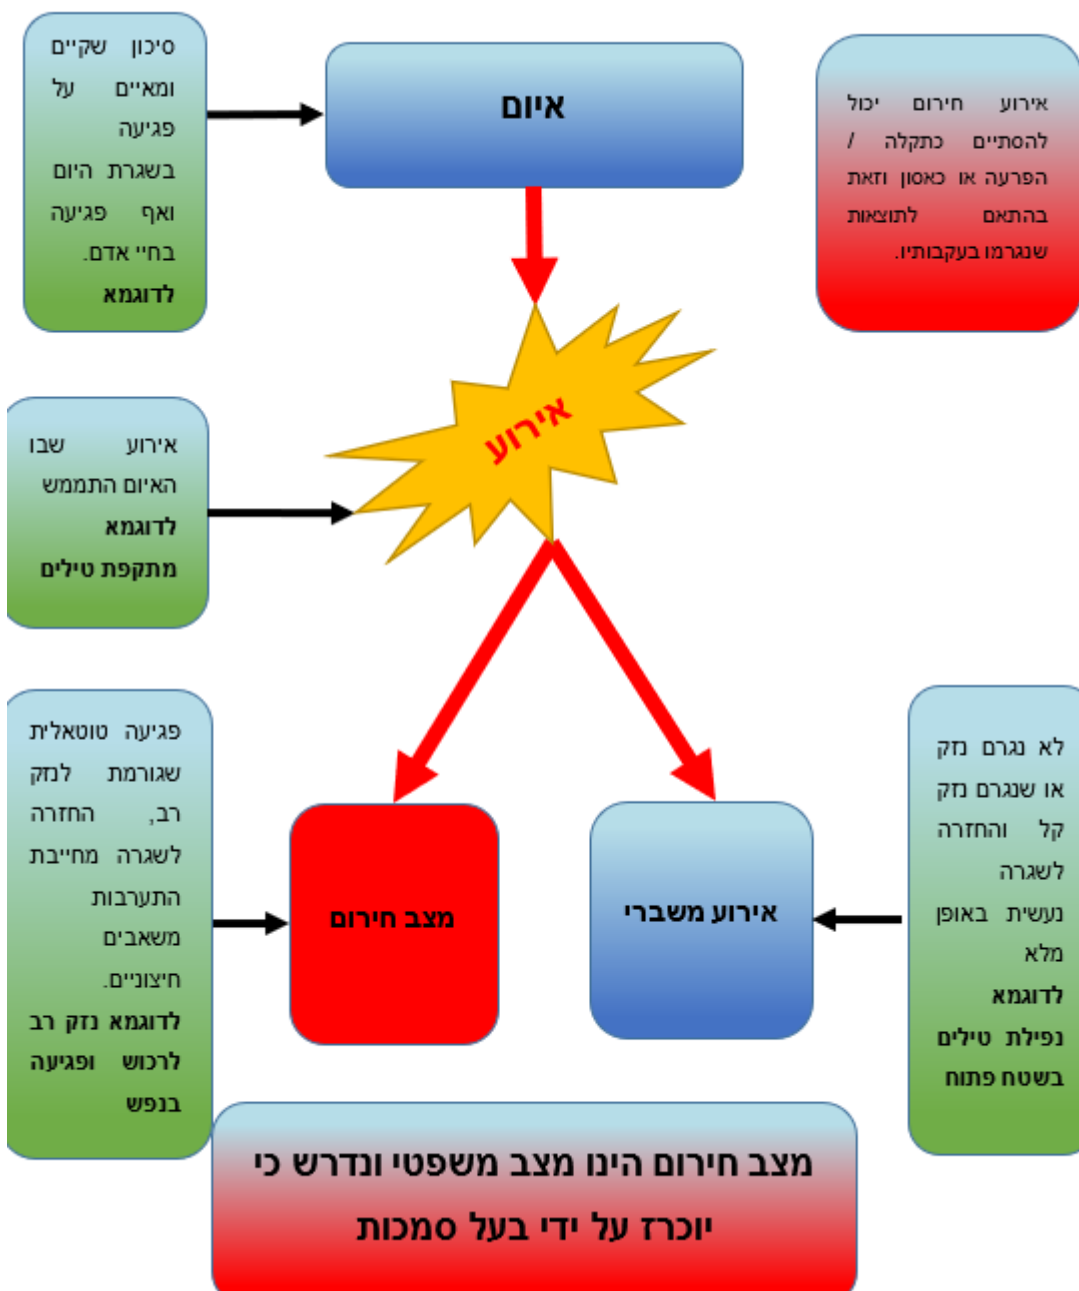 איום
סיכון שקיים
ומאיים על
פגיעה
בשגרת היום
ואף פגיעה
בחיי אדם.
לדוגמא
אירוע חירום יכול
להסתיים כתקלה /
הפרעה או כאסון וזאת
בהתאם לתוצאות
שנגרמו בעקבותיו.
אירוע
אירוע שבו
האיום התממש
לדוגמא
מתקפת טילים
אירוע משברי
לא נגרם נזק
או שנגרם נזק
קל והחזרה
לשגרה
נעשית באופן
מלא
לדוגמא
נפילת טילים
בשטח פתוח
מצב חירום
פגיעה טוטאלית
שגורמת לנזק
רב, החזרה
לשגרה מחייבת
התערבות
משאבים
חיצוניים.
לדוגמא נזק רב
לרכוש ופגיעה
בנפש
מצב חירום הינו מצב משפטי ונדרש כי
יוכרז על ידי בעל סמכות